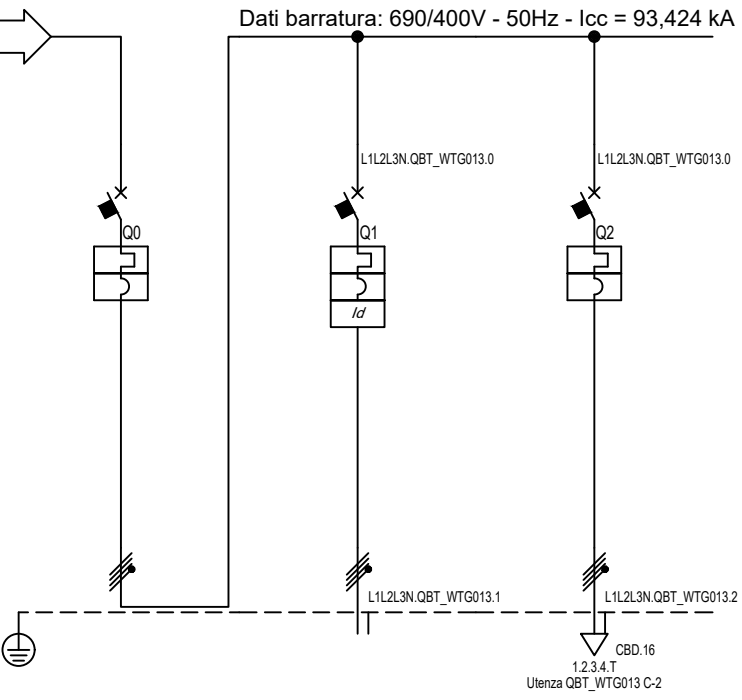 Dati barratura: 690/400V - 50Hz - Icc = 93,424 kA
L1L2L3N.QBT_WTG013.0
L1L2L3N.QBT_WTG013.0
Q0
Q1
Q2
Id
L1L2L3N.QBT_WTG013.1
L1L2L3N.QBT_WTG013.2
CBD.16
1.2.3.4.T
Utenza QBT_WTG013 C-2